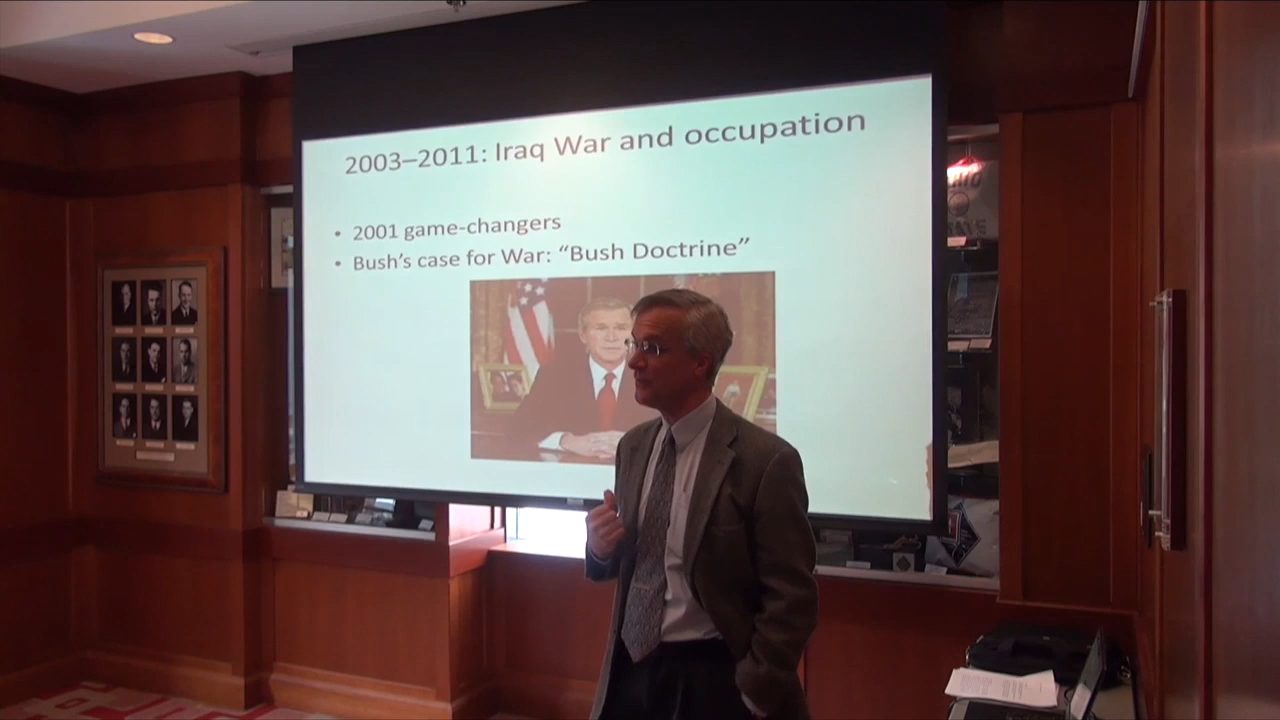 2003–2011: Iraq War and occupation
• 2001 game-changers
• Bush's case for War: “Bush Doctrine”